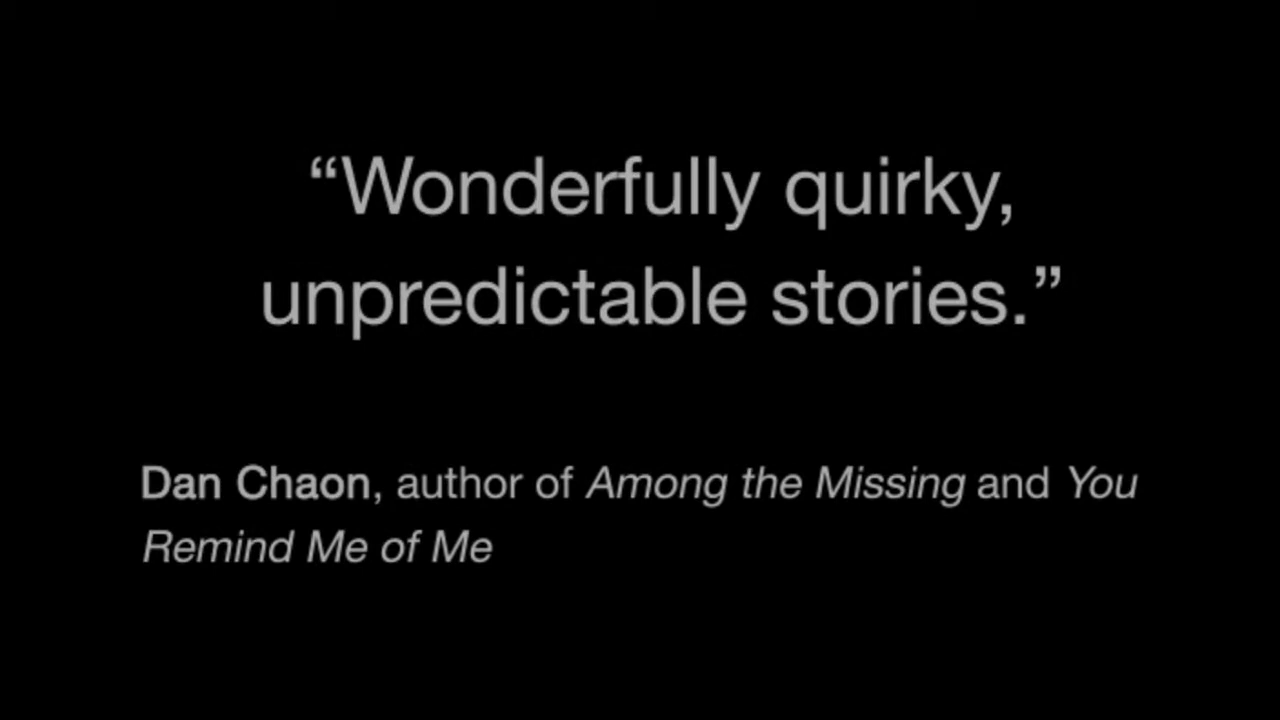 “Wonderfully quirky,
unpredictable stories.”
Dan Chaon, author of Among the Missing and You
Remind Me of Me